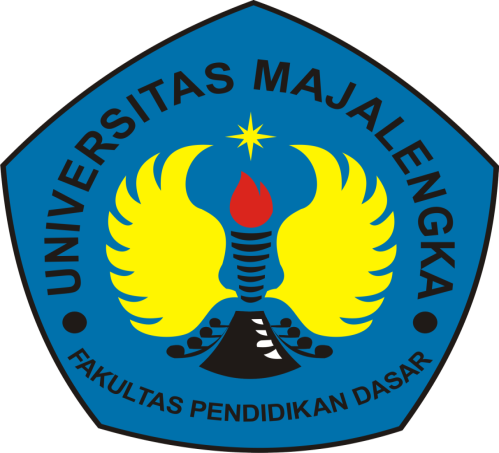 UNIVERSITAS MAJALENGKA
FAKULTAS PENDIDIKAN DASAR